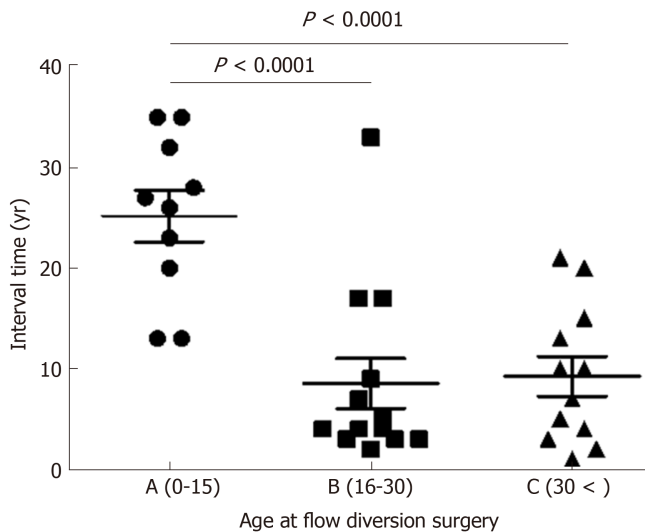 P < 0.0001
P < 0.0001
40
30
20
10
0
Interval time (yr)
A (0-15) B (16-30) C (30 < )
Age at flow diversion surgery